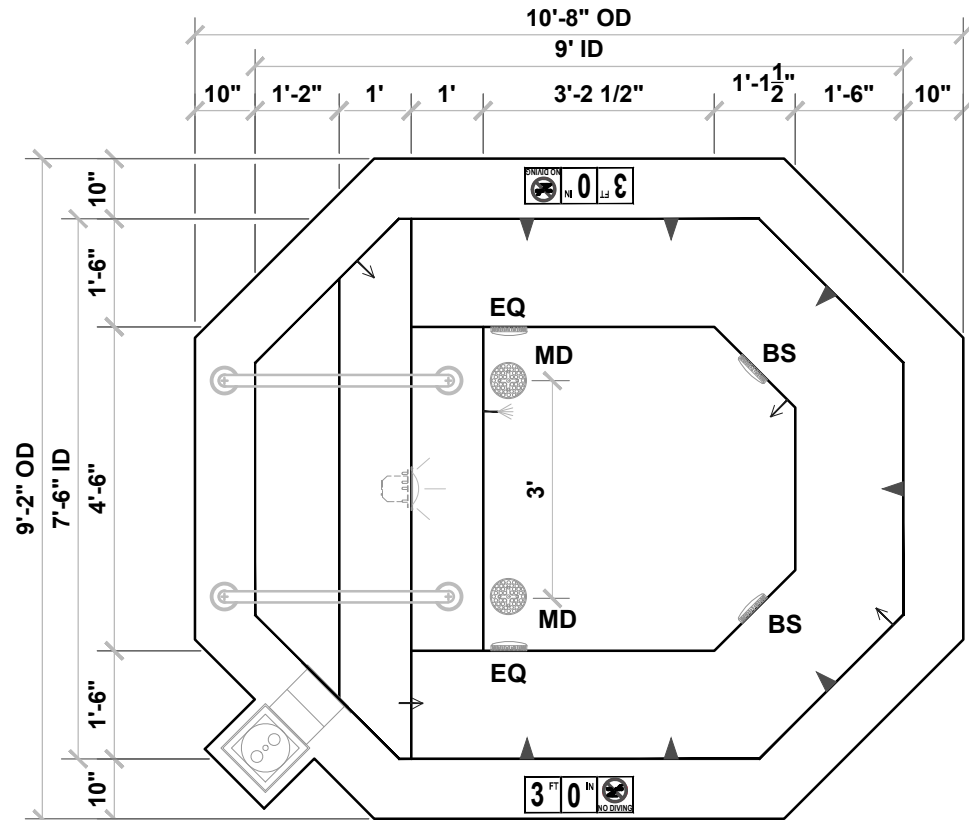 10'-8" OD
9' ID
10" 1'-2" 1' 1' 3'-2 1/2" 1'-1 1/2" 1'-6" 10"
NO DIVING 0 IN 3 FT
10"
1'-6"
EQ
MD
BS
9'-2" OD
7'-6" ID
4'-6"
3'
MD
BS
EQ
1'-6"
10"
3 FT 0 IN NO DIVING